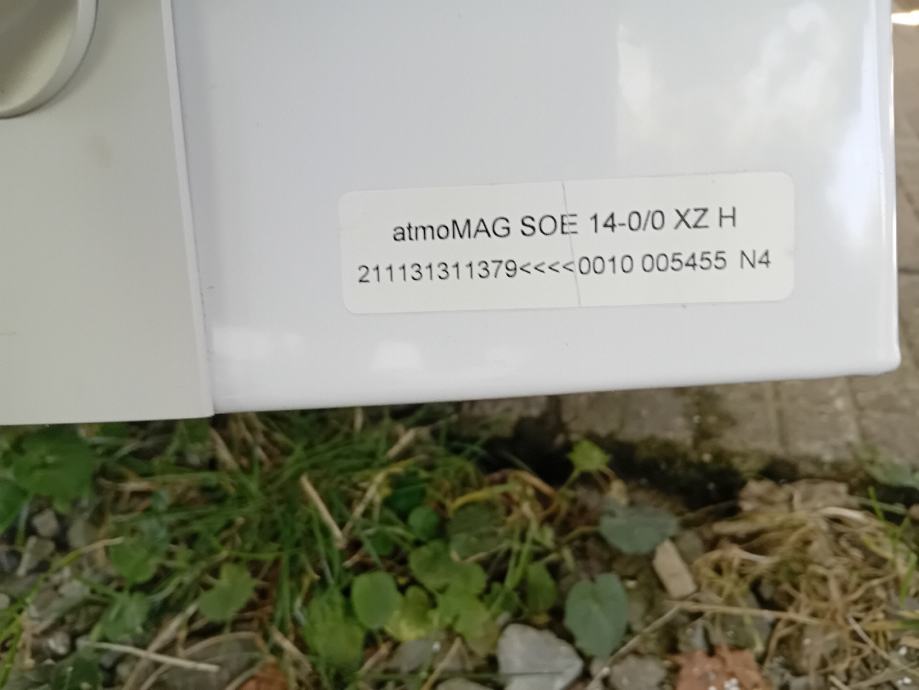 atmoMAG SOE 14-0/0 XZ H
211131311379<<<<0010 005455 N4